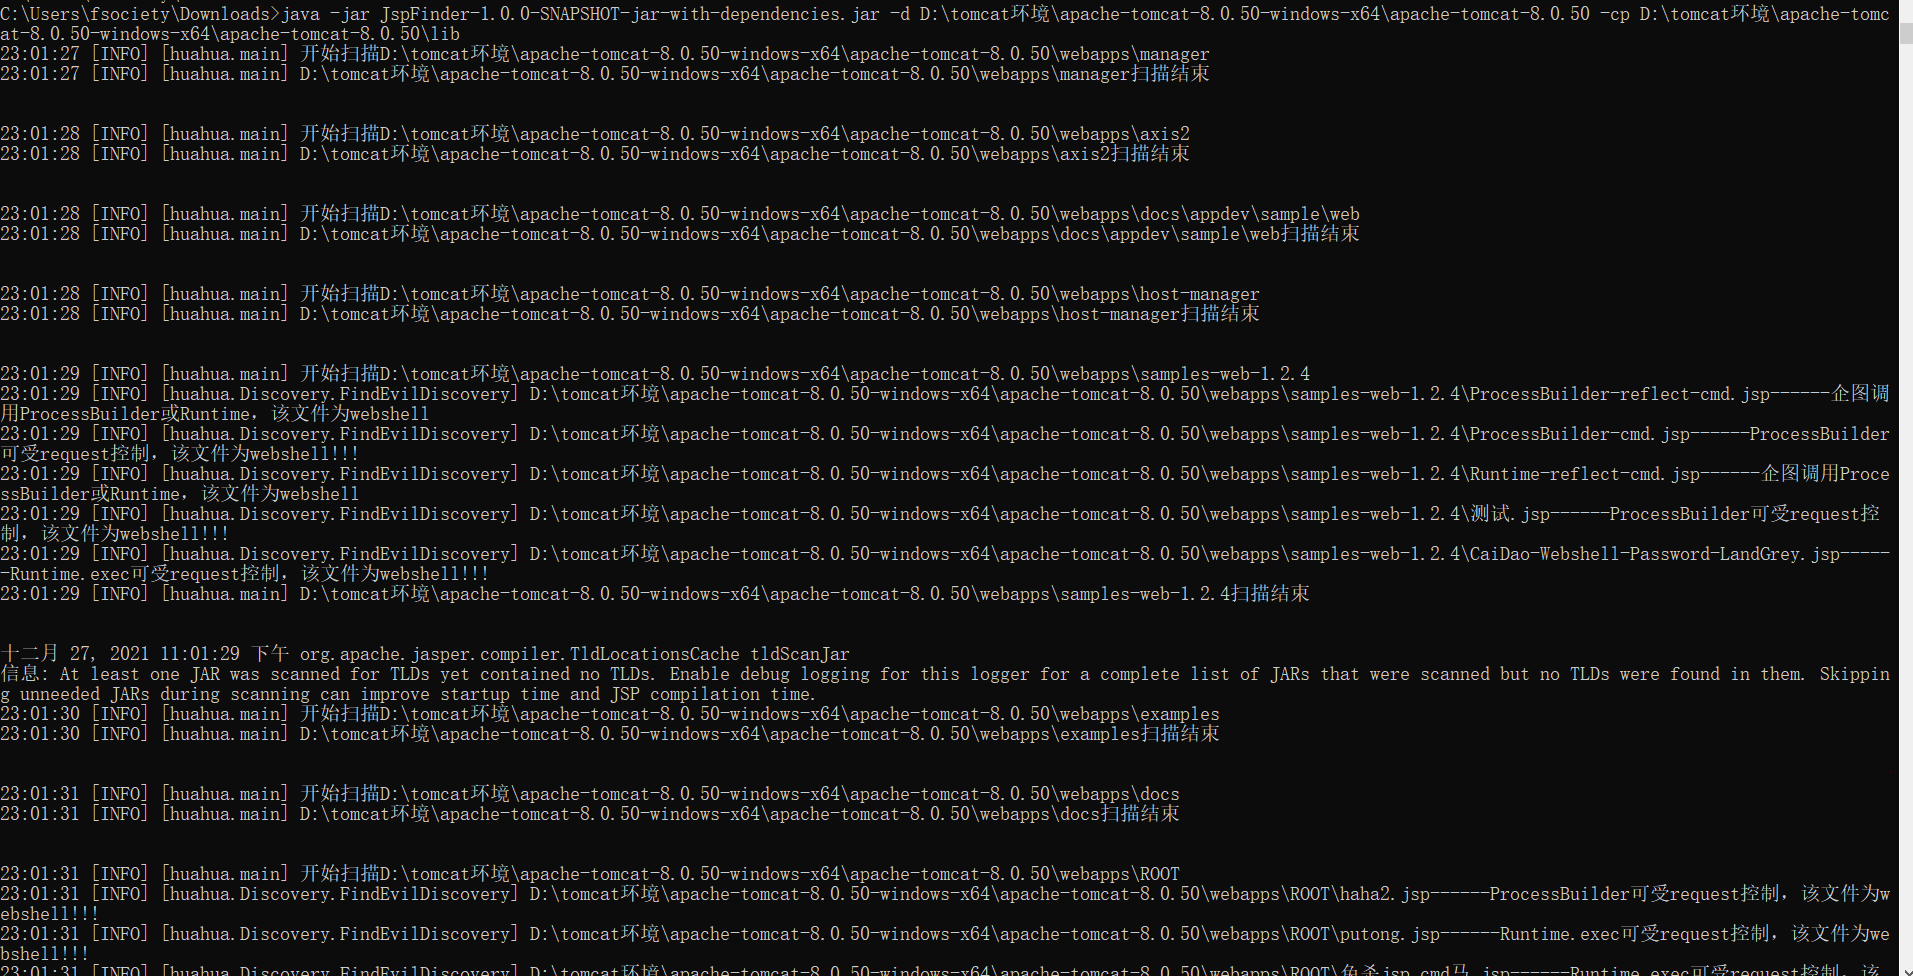 C:\Users\fsociety\Downloads>java -jar JspFinder-1.0.0-SNAPSHOT-jar-with-dependencies.jar -d D:\tomcat环境\apache-tomcat-8.0.50-windows-x64\apache-tomcat-8.0.50 -cp D:\tomcat环境\apache-tomc
at-8.0.50-windows-x64\apache-tomcat-8.0.50\lib
23:01:27 [INFO] [huahua.main] 开始扫描D:\tomcat环境\apache-tomcat-8.0.50-windows-x64\apache-tomcat-8.0.50\webapps\manager
23:01:27 [INFO] [huahua.main] D:\tomcat环境\apache-tomcat-8.0.50-windows-x64\apache-tomcat-8.0.50\webapps\manager扫描结束
23:01:28 [INFO] [huahua.main] 开始扫描D:\tomcat环境\apache-tomcat-8.0.50-windows-x64\apache-tomcat-8.0.50\webapps\axis2
23:01:28 [INFO] [huahua.main] D:\tomcat环境\apache-tomcat-8.0.50-windows-x64\apache-tomcat-8.0.50\webapps\axis2扫描结束
23:01:28 [INFO] [huahua.main] 开始扫描D:\tomcat环境\apache-tomcat-8.0.50-windows-x64\apache-tomcat-8.0.50\webapps\docs\appdev\sample\web
23:01:28 [INFO] [huahua.main] D:\tomcat环境\apache-tomcat-8.0.50-windows-x64\apache-tomcat-8.0.50\webapps\docs\appdev\sample\web扫描结束
23:01:28 [INFO] [huahua.main] 开始扫描D:\tomcat环境\apache-tomcat-8.0.50-windows-x64\apache-tomcat-8.0.50\webapps\host-manager
23:01:28 [INFO] [huahua.main] D:\tomcat环境\apache-tomcat-8.0.50-windows-x64\apache-tomcat-8.0.50\webapps\host-manager扫描结束
23:01:29 [INFO] [huahua.main] 开始扫描D:\tomcat环境\apache-tomcat-8.0.50-windows-x64\apache-tomcat-8.0.50\webapps\samples-web-1.2.4
23:01:29 [INFO] [huahua.Discovery.FindEvilDiscovery] D:\tomcat环境\apache-tomcat-8.0.50-windows-x64\apache-tomcat-8.0.50\webapps\samples-web-1.2.4\ProcessBuilder-reflect-cmd.jsp------企图调
用ProcessBuilder或Runtime，该文件为webshell
23:01:29 [INFO] [huahua.Discovery.FindEvilDiscovery] D:\tomcat环境\apache-tomcat-8.0.50-windows-x64\apache-tomcat-8.0.50\webapps\samples-web-1.2.4\ProcessBuilder-cmd.jsp------ProcessBuilder
可受request控制，该文件为webshell!!!
23:01:29 [INFO] [huahua.Discovery.FindEvilDiscovery] D:\tomcat环境\apache-tomcat-8.0.50-windows-x64\apache-tomcat-8.0.50\webapps\samples-web-1.2.4\Runtime-reflect-cmd.jsp------企图调用Proce
ssBuilder或Runtime，该文件为webshell
23:01:29 [INFO] [huahua.Discovery.FindEvilDiscovery] D:\tomcat环境\apache-tomcat-8.0.50-windows-x64\apache-tomcat-8.0.50\webapps\samples-web-1.2.4\测试.jsp------ProcessBuilder可受request控
制，该文件为webshell!!!
23:01:29 [INFO] [huahua.Discovery.FindEvilDiscovery] D:\tomcat环境\apache-tomcat-8.0.50-windows-x64\apache-tomcat-8.0.50\webapps\samples-web-1.2.4\CaiDao-Webshell-Password-LandGrey.jsp-----
-Runtime.exec可受request控制，该文件为webshell!!!
23:01:29 [INFO] [huahua.main] D:\tomcat环境\apache-tomcat-8.0.50-windows-x64\apache-tomcat-8.0.50\webapps\samples-web-1.2.4扫描结束
十二月 27, 2021 11:01:29 下午 org.apache.jasper.compiler.TldLocationsCache tldScanJar
信息: At least one JAR was scanned for TLDs yet contained no TLDs. Enable debug logging for this logger for a complete list of JARs that were scanned but no TLDs were found in them. Skippin
g unneeded JARs during scanning can improve startup time and JSP compilation time.
23:01:30 [INFO] [huahua.main] 开始扫描D:\tomcat环境\apache-tomcat-8.0.50-windows-x64\apache-tomcat-8.0.50\webapps\examples
23:01:30 [INFO] [huahua.main] D:\tomcat环境\apache-tomcat-8.0.50-windows-x64\apache-tomcat-8.0.50\webapps\examples扫描结束
23:01:31 [INFO] [huahua.main] 开始扫描D:\tomcat环境\apache-tomcat-8.0.50-windows-x64\apache-tomcat-8.0.50\webapps\docs
23:01:31 [INFO] [huahua.main] D:\tomcat环境\apache-tomcat-8.0.50-windows-x64\apache-tomcat-8.0.50\webapps\docs扫描结束
23:01:31 [INFO] [huahua.main] 开始扫描D:\tomcat环境\apache-tomcat-8.0.50-windows-x64\apache-tomcat-8.0.50\webapps\ROOT
23:01:31 [INFO] [huahua.Discovery.FindEvilDiscovery] D:\tomcat环境\apache-tomcat-8.0.50-windows-x64\apache-tomcat-8.0.50\webapps\ROOT\haha2.jsp------ProcessBuilder可受request控制，该文件为w
ebshell!!!
23:01:31 [INFO] [huahua.Discovery.FindEvilDiscovery] D:\tomcat环境\apache-tomcat-8.0.50-windows-x64\apache-tomcat-8.0.50\webapps\ROOT\putong.jsp------Runtime.exec可受request控制，该文件为we
bshell!!!
23:01:31 [INFO] [huahua.Discovery.FindEvilDiscovery] D:\tomcat环境\apache-tomcat-8.0.50-windows-x64\apache-tomcat-8.0.50\webapps\ROOT\免杀jsp cmd马.jsp------Runtime.exec可受request控制，该